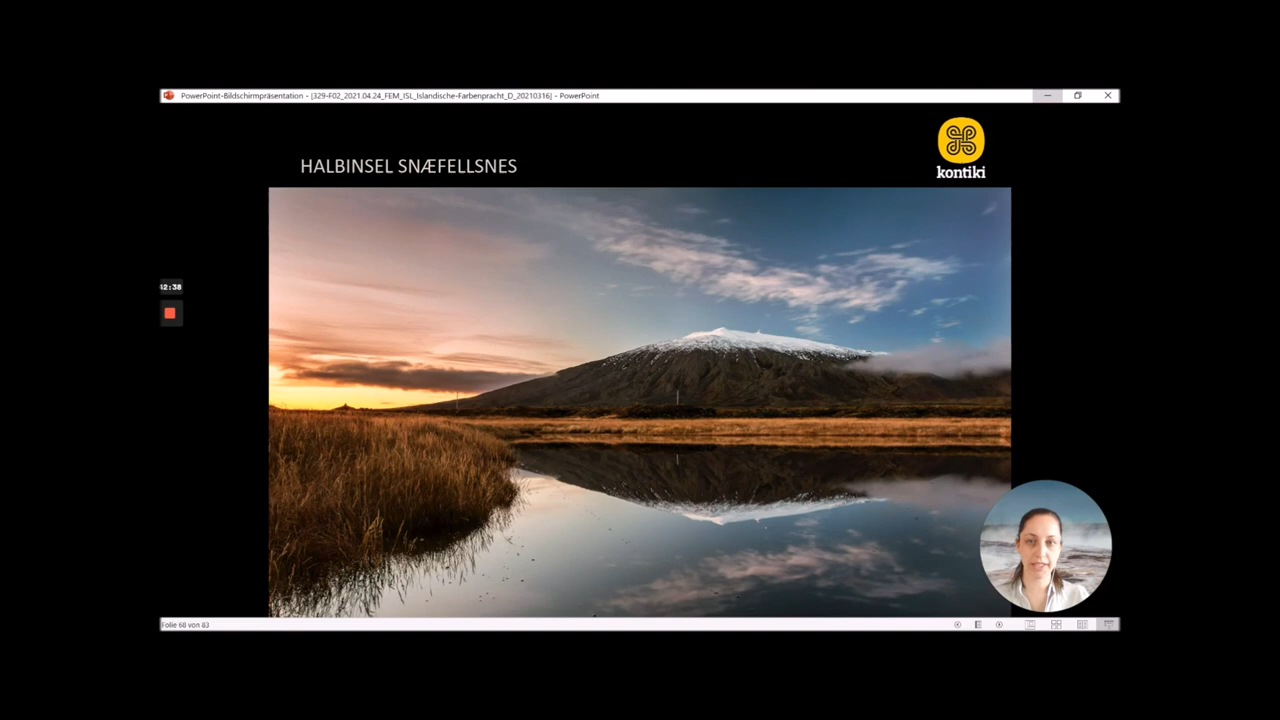 PowerPoint-Bildschirmpräsentation - [329-F02_2021.04.24_FEM_ISL_Islandische-Farbenpracht_D_20210316] - PowerPoint
kontiki
HALBINSEL SNÆFELLSNES
12:38
Folie 68 von 83